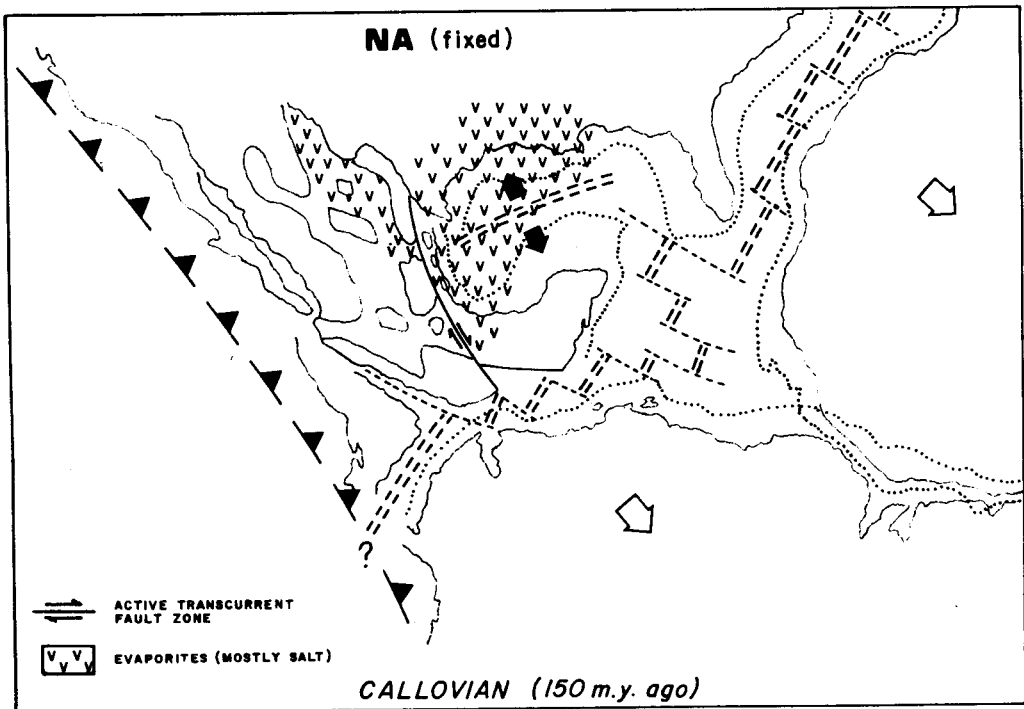 NA (fixed)
?
ACTIVE TRANSCURRENT
FAULT ZONE
EVAPORITES (MOSTLY SALT)
CALLOVIAN (150 m.y. ago)